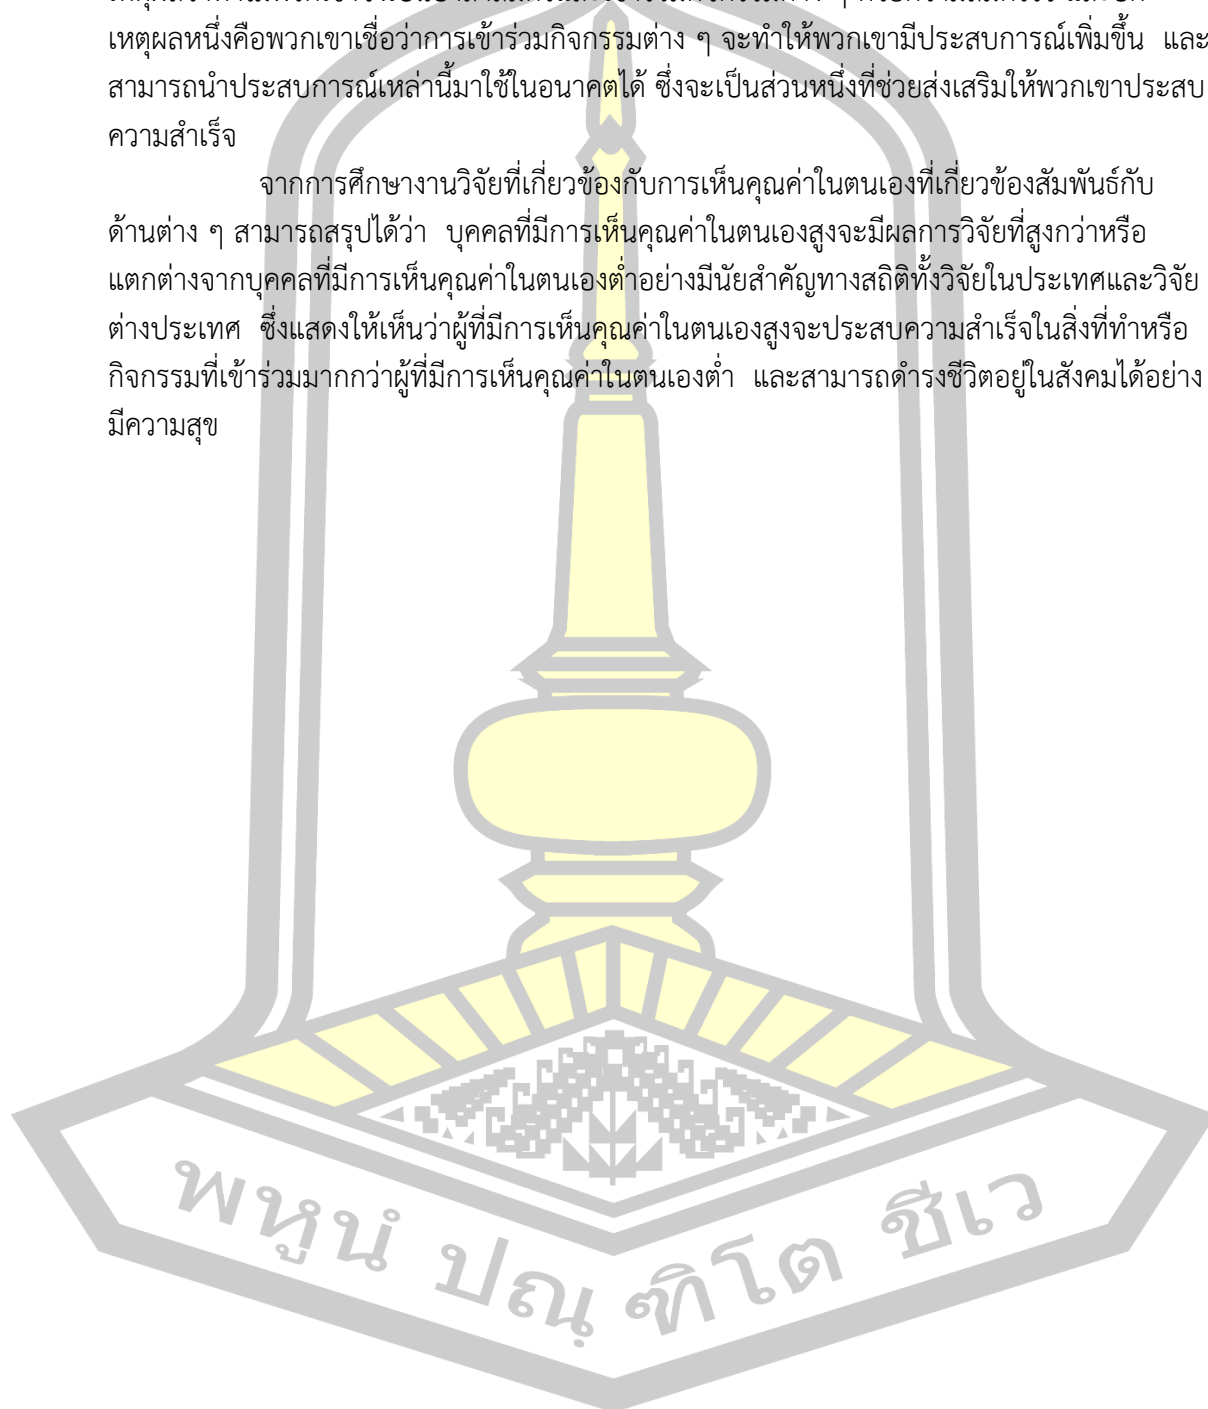 เหตุผลหนึ่งคือพวกเขาเชื่อว่าการเข้าร่วมกิจกรรมต่าง ๆ จะทำให้พวกเขามีประสบการณ์เพิ่มขึ้น และ
สามารถนำประสบการณ์เหล่านี้มาใช้ในอนาคตได้ ซึ่งจะเป็นส่วนหนึ่งที่ช่วยส่งเสริมให้พวกเขาประสบ
ความสำเร็จ
จากการศึกษางานวิจัยที่เกี่ยวข้องกับการเห็นคุณค่าในตนเองที่เกี่ยวข้องสัมพันธ์กับ
ด้านต่าง ๆ สามารถสรุปได้ว่า บุคคลที่มีการเห็นคุณค่าในตนเองสูงจะมีผลการวิจัยที่สูงกว่าหรือ
แตกต่างจากบุคคลที่มีการเห็นคุณค่าในตนเองต่ำอย่างมีนัยสำคัญทางสถิติทั้งวิจัยในประเทศและวิจัย
ต่างประเทศ ซึ่งแสดงให้เห็นว่าผู้ที่มีการเห็นคุณค่าในตนเองสูงจะประสบความสำเร็จในสิ่งที่ทำหรือ
กิจกรรมที่เข้าร่วมมากกว่าผู้ที่มีการเห็นคุณค่าในตนเองต่ำ และสามารถดำรงชีวิตอยู่ในสังคมได้อย่าง
มีความสุข
พหูนํ ปณฺฑิโต ชีเว